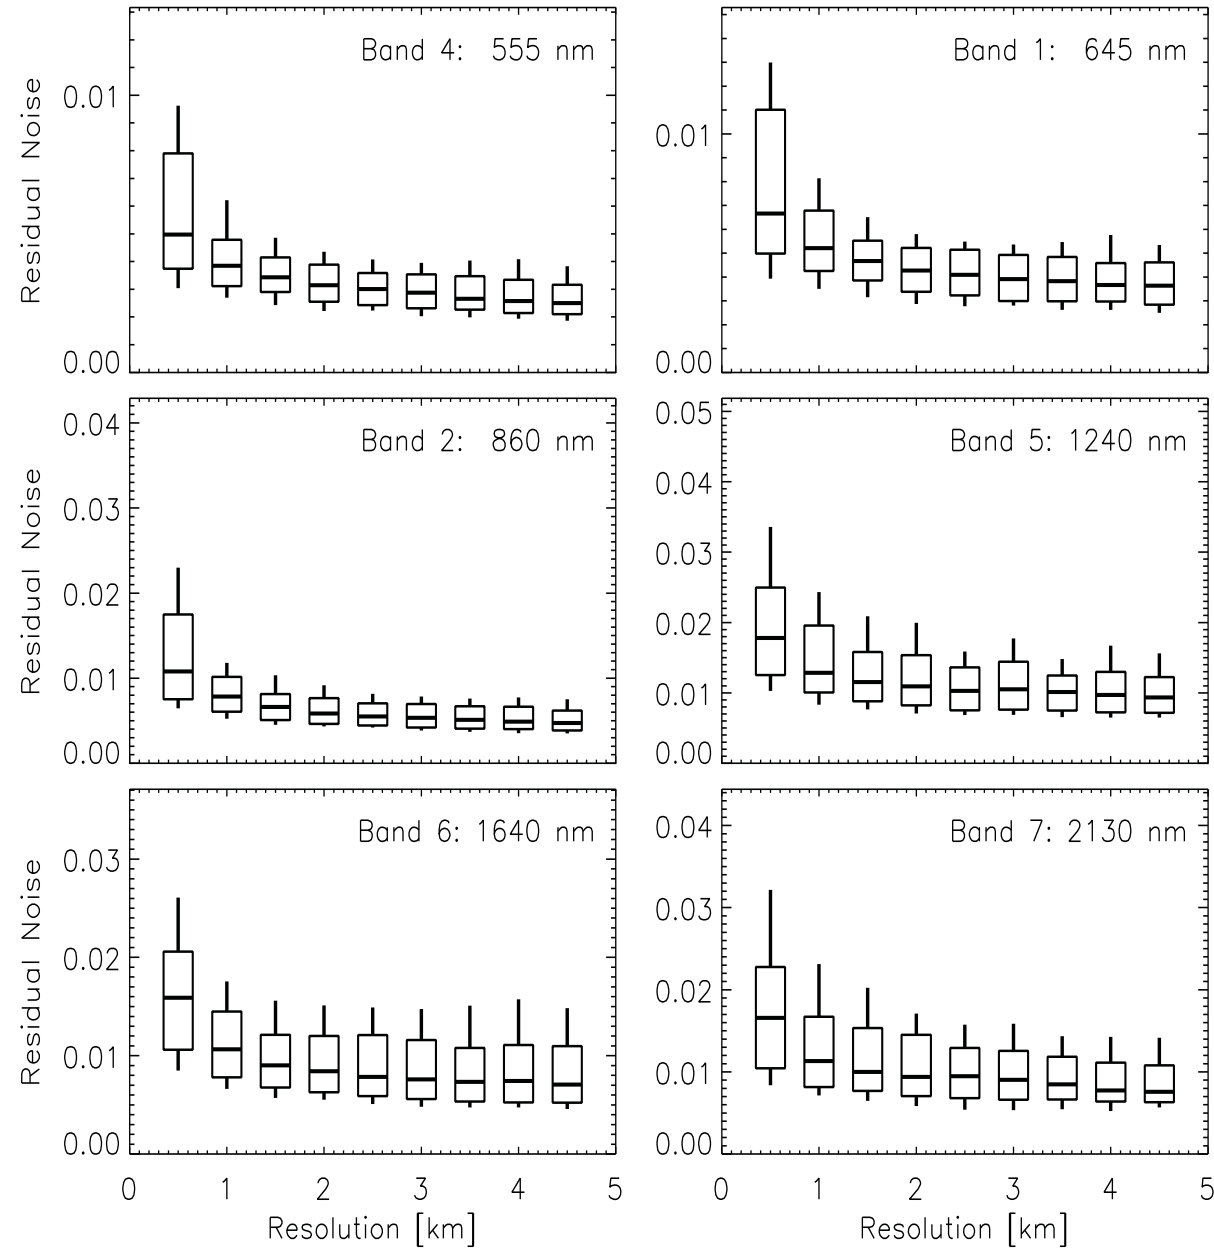 Band 4: 555 nm
Residual Noise
0.01
0.00
Band 1: 645 nm
0.01
0.00
Band 2: 860 nm
Residual Noise
0.04
0.03
0.02
0.01
0.00
Band 5: 1240 nm
0.05
0.04
0.03
0.02
0.01
0.00
Band 6: 1640 nm
Residual Noise
0.03
0.02
0.01
0.00
0 1 2 3 4 5
Resolution [km]
Band 7: 2130 nm
0.04
0.03
0.02
0.01
0.00
0 1 2 3 4 5
Resolution [km]